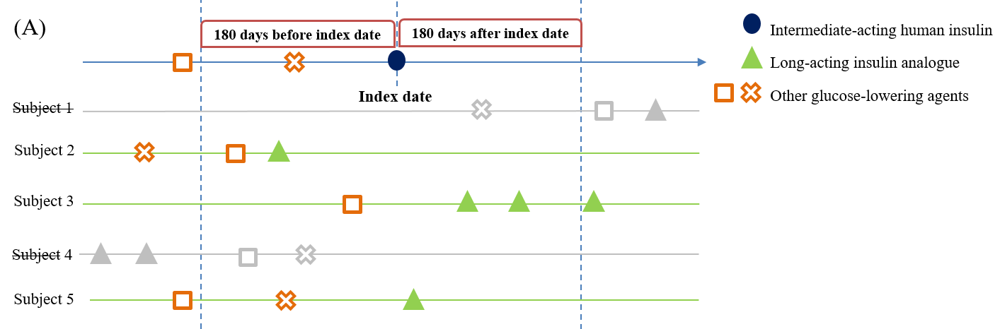 (A)
180 days before index date
180 days after index date
Index date
Intermediate-acting human insulin
Long-acting insulin analogue
Other glucose-lowering agents
Subject 1
Subject 2
Subject 3
Subject 4
Subject 5